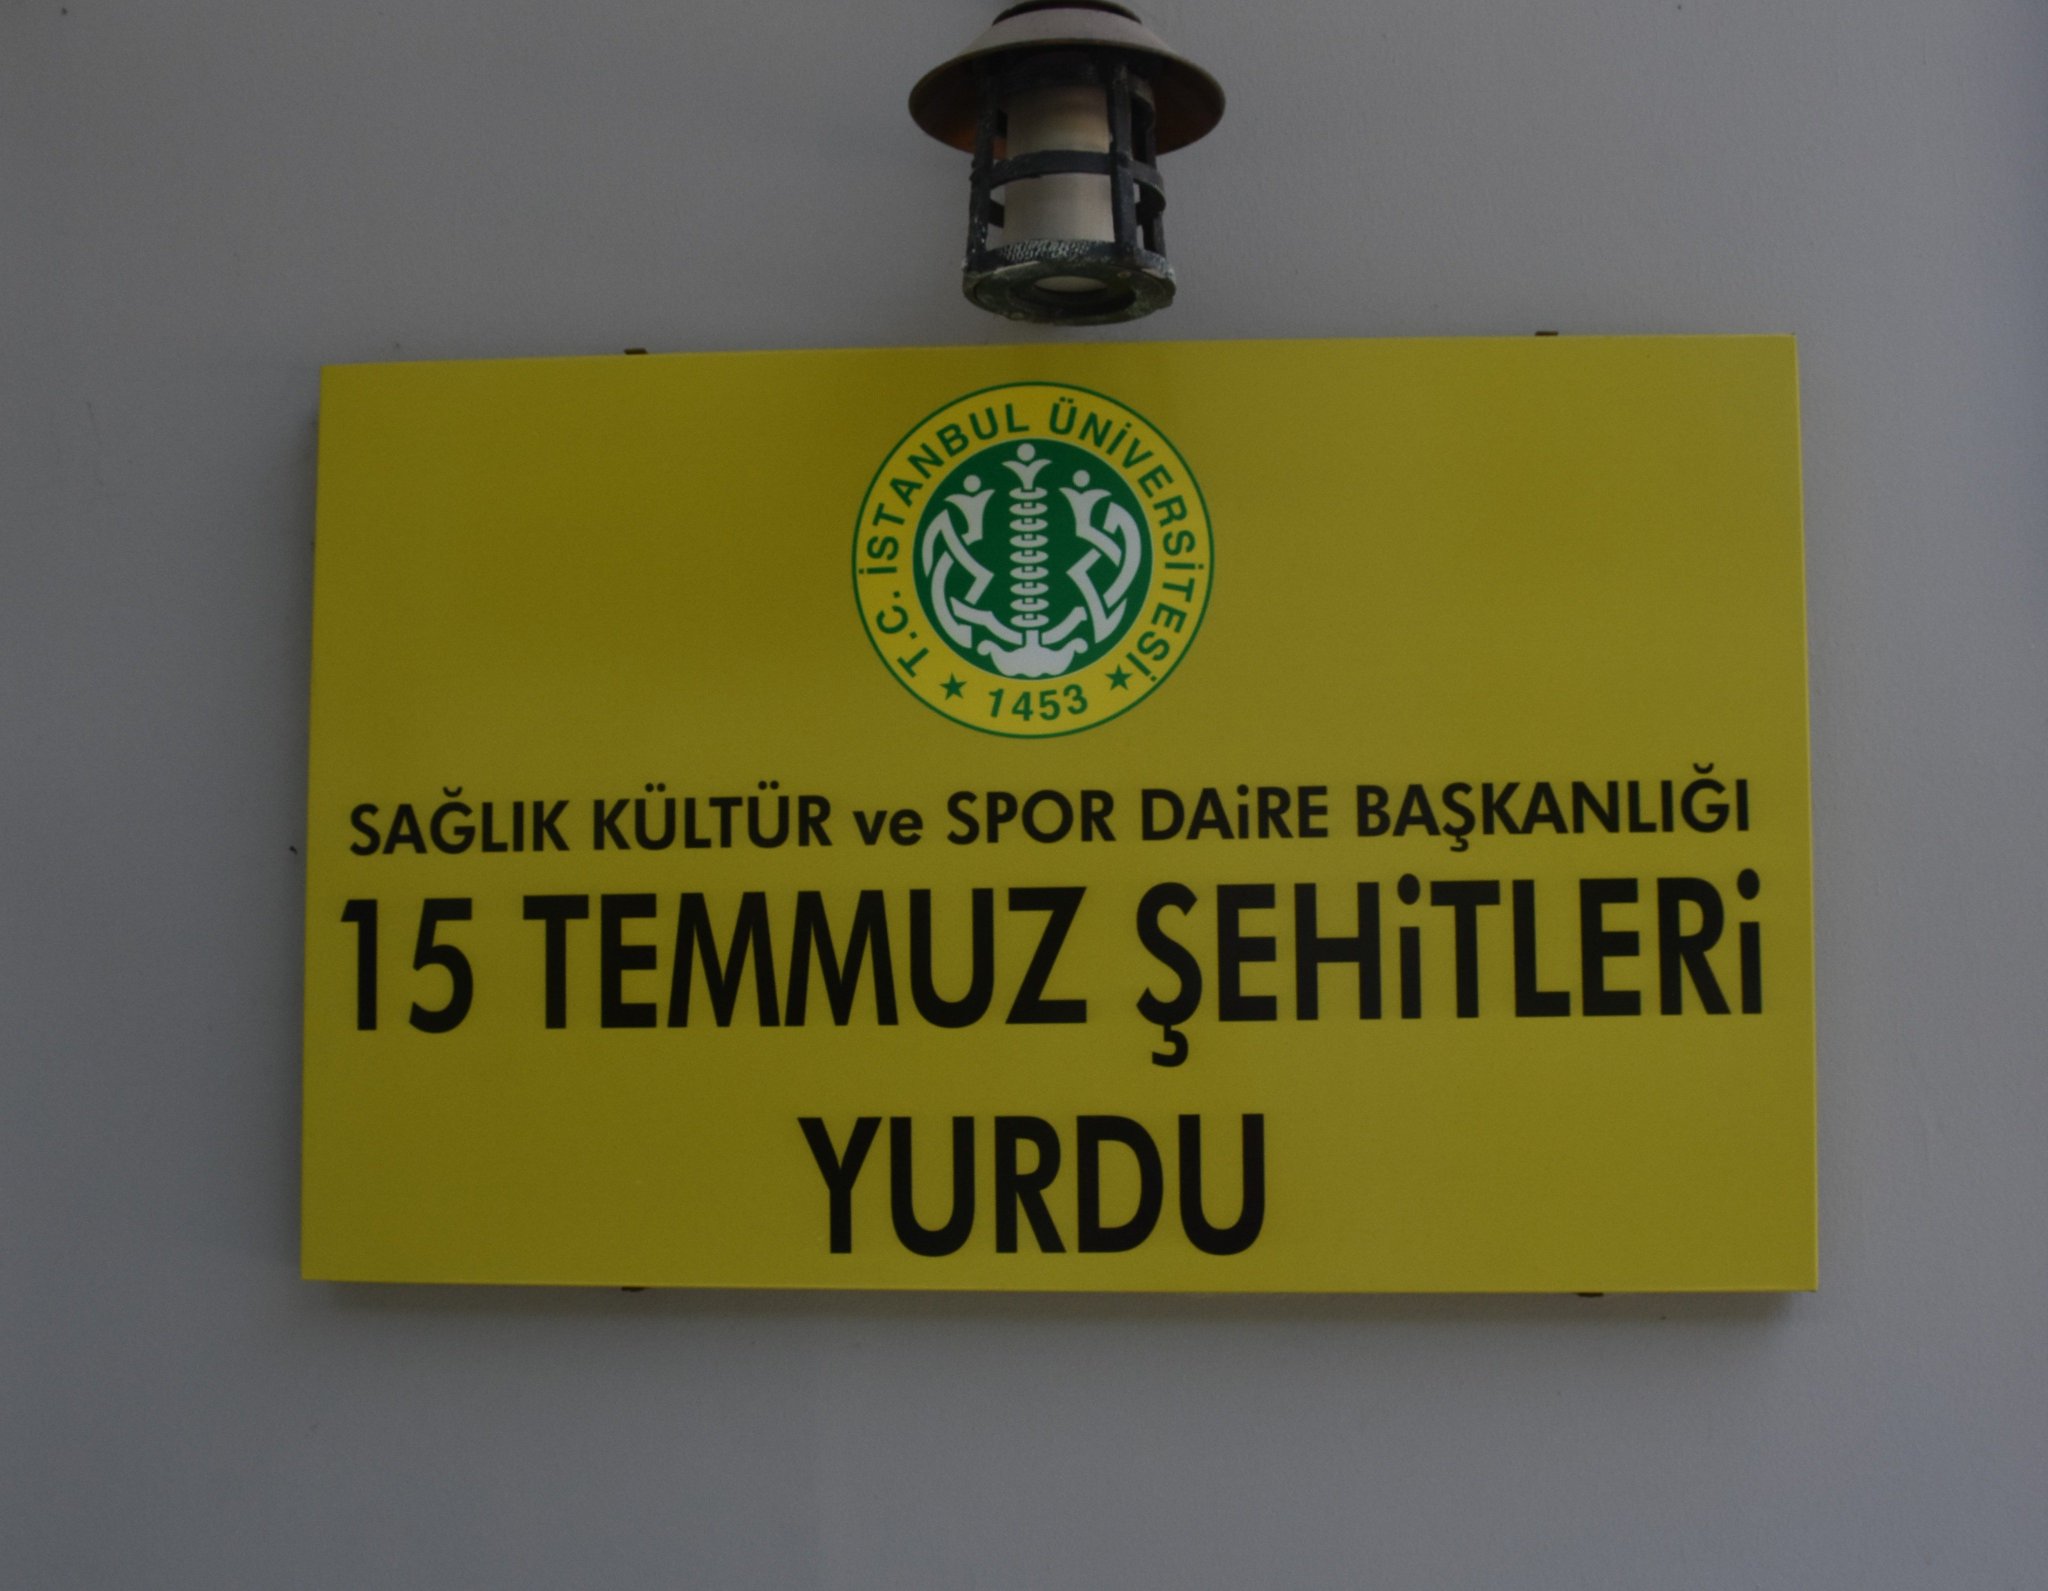 T.C. İSTANBUL ÜNİVERSİTESİ
★ 1453 ★
SAĞLIK KÜLTÜR ve SPOR DAiRE BAŞKANLIĞI
15 TEMMUZ ŞEHiTLERi
YURDU